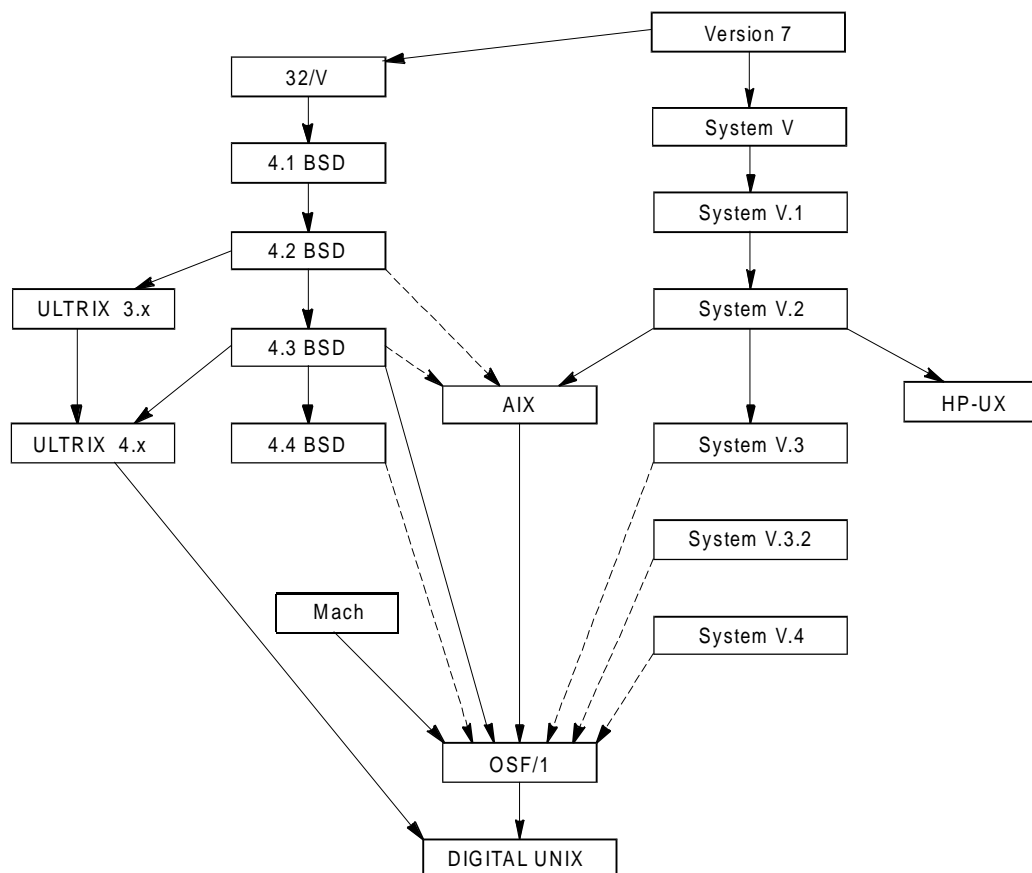 Version 7
32/V
System V
4.1 BSD
System V.1
4.2 BSD
ULTRIX 3.x
System V.2
4.3 BSD
AIX
HP-UX
ULTRIX 4.x
4.4 BSD
System V.3
System V.3.2
Mach
System V.4
OSF/1
DIGITAL UNIX